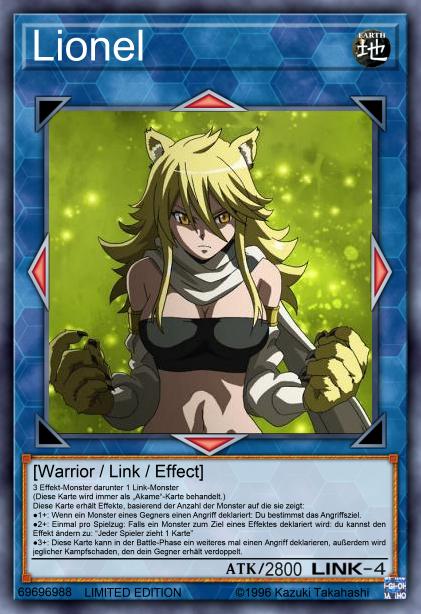 Lionel
EARTH
地
[Warrior / Link / Effect]
3 Effekt-Monster darunter 1 Link-Monster
(Diese Karte wird immer als „Akame“-Karte behandelt.)
Diese Karte erhält Effekte, basierend der Anzahl der Monster auf die sie zeigt:
●1+: Wenn ein Monster eines Gegners einen Angriff deklariert: Du bestimmst das Angriffsziel.
●2+: Einmal pro Spielzug: Falls ein Monster zum Ziel eines Effektes deklariert wird: du kannst den
Effekt ändern zu: "Jeder Spieler zieht 1 Karte"
●3+: Diese Karte kann in der Battle-Phase ein weiteres mal einen Angriff deklarieren, außerdem wird
jeglicher Kampfschaden, den dein Gegner erhält verdoppelt.
ATK/2800 LINK-4
69696988 LIMITED EDITION ©1996 Kazuki Takahashi